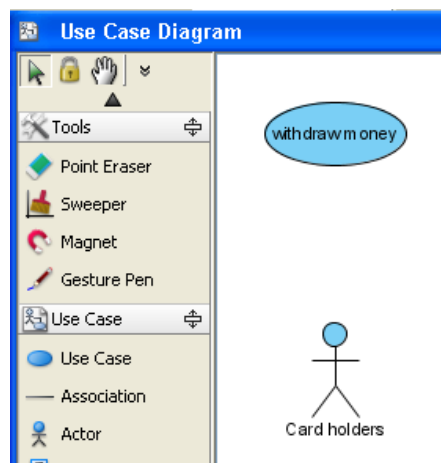 Use Case Diagram
Tools
Point Eraser
Sweeper
Magnet
Gesture Pen
Use Case
Use Case
Association
Actor
withdraw money
Card holders